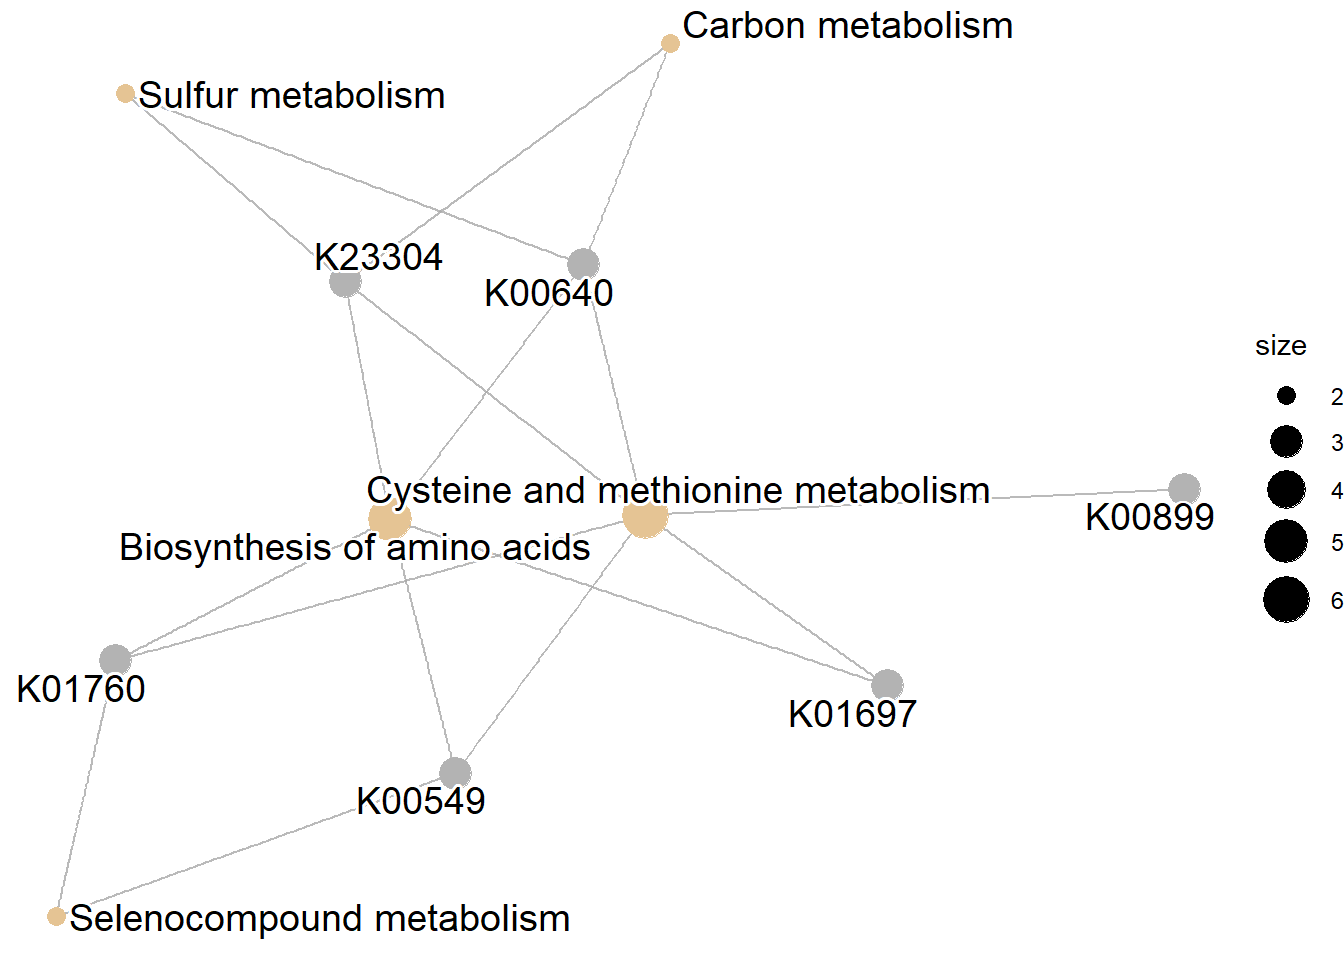 Carbon metabolism
Sulfur metabolism
K23304
K00640
size
2
3
4
5
6
Cysteine and methionine metabolism
K00899
Biosynthesis of amino acids
K01760
K01697
K00549
Selenocompound metabolism